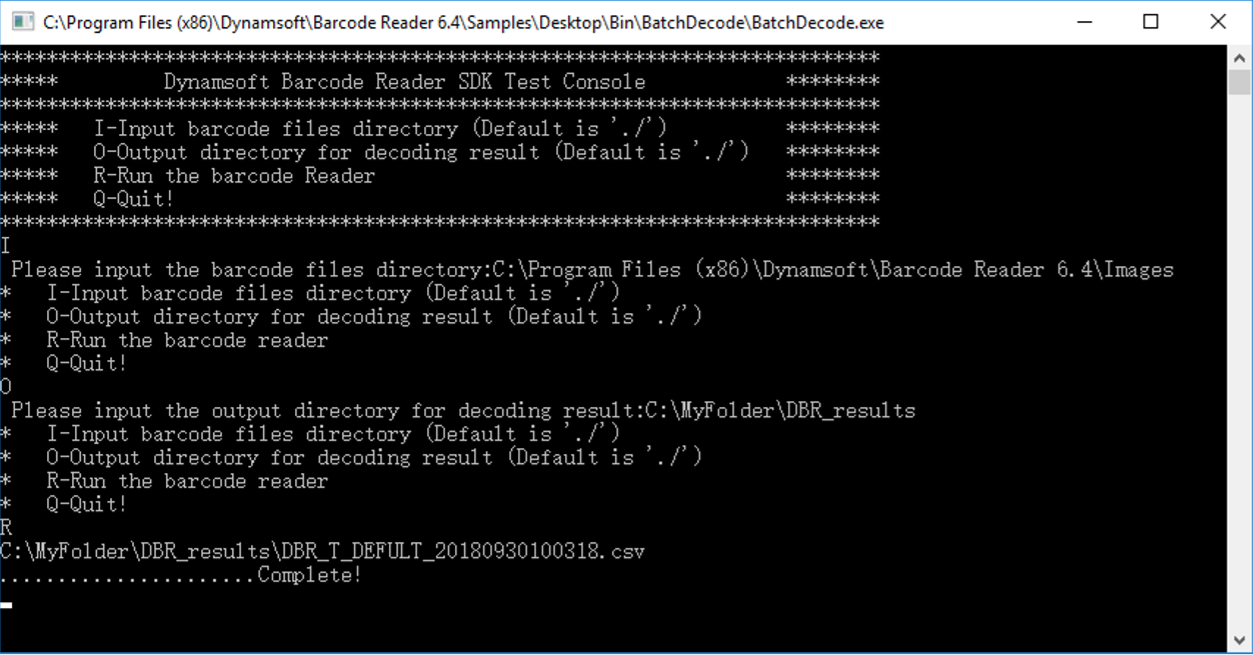 C:\Program Files (x86)\Dynamsoft\Barcode Reader 6.4\Samples\Desktop\Bin\BatchDecode\BatchDecode.exe
***************************************************************************
*****         Dynamsoft Barcode Reader SDK Test Console            ********
***************************************************************************
*****   I-Input barcode files directory (Default is './')          ********
*****   O-Output directory for decoding result (Default is './')   ********
*****   R-Run the barcode Reader                                   ********
*****   Q-Quit!                                                    ********
***************************************************************************
I
 Please input the barcode files directory:C:\Program Files (x86)\Dynamsoft\Barcode Reader 6.4\Images
*   I-Input barcode files directory (Default is './')
*   O-Output directory for decoding result (Default is './')
*   R-Run the barcode reader
*   Q-Quit!
O
 Please input the output directory for decoding result:C:\MyFolder\DBR_results
*   I-Input barcode files directory (Default is './')
*   O-Output directory for decoding result (Default is './')
*   R-Run the barcode reader
*   Q-Quit!
R
C:\MyFolder\DBR_results\DBR_T_DEFULT_20180930100318.csv
......................Complete!